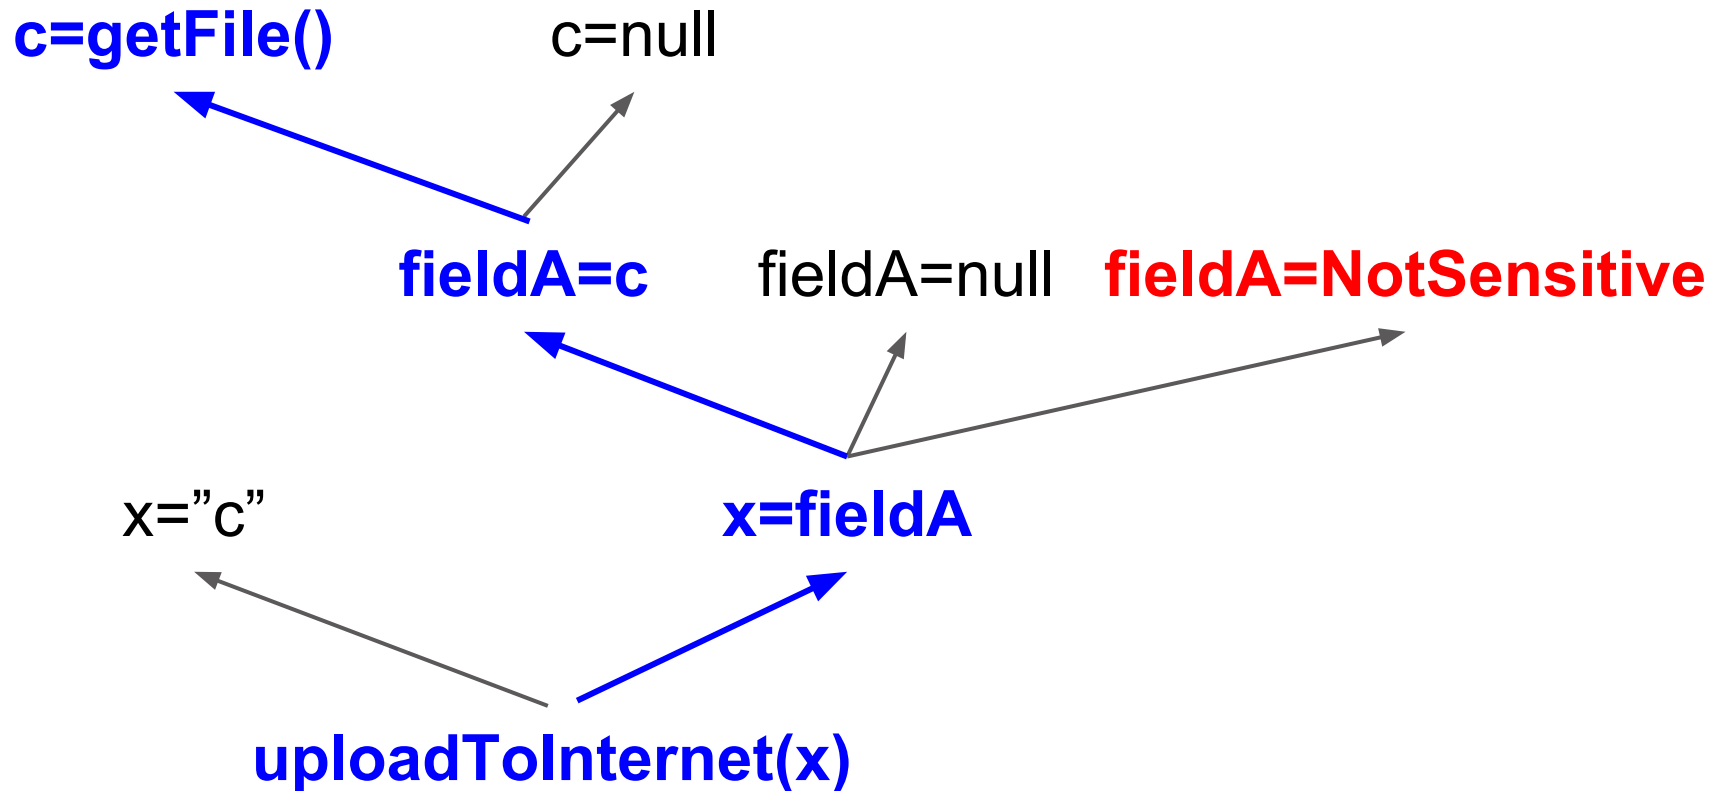 c=getFile() c=null
fieldA=c fieldA=null fieldA=NotSensitive
x=”c” x=fieldA
uploadToInternet(x)